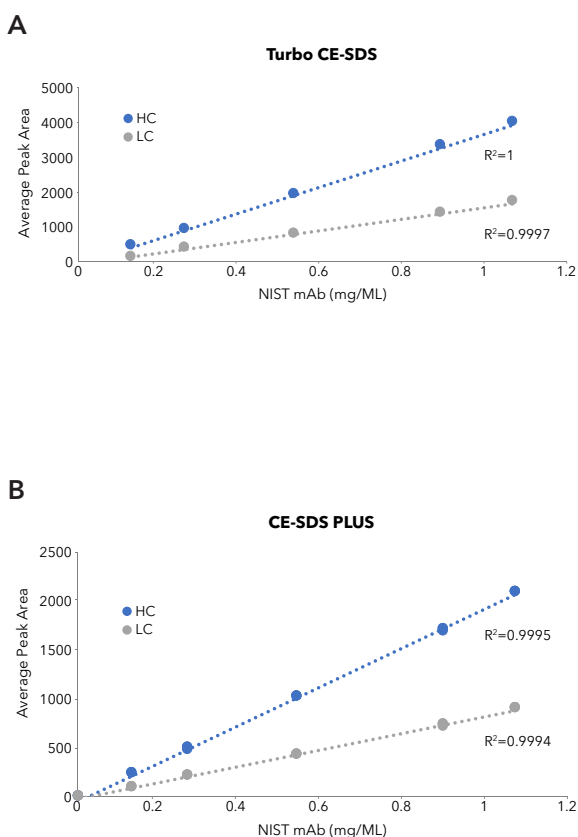 A
Turbo CE-SDS
5000
4000
3000
2000
1000
0
Average Peak Area
HC
LC
R²=1
R²=0.9997
0 0.2 0.4 0.6 0.8 1 1.2
NIST mAb (mg/ML)
B
CE-SDS PLUS
2500
2000
1500
1000
500
0
Average Peak Area
HC
LC
R²=0.9995
R²=0.9994
0 0.2 0.4 0.6 0.8 1 1.2
NIST mAb (mg/ML)